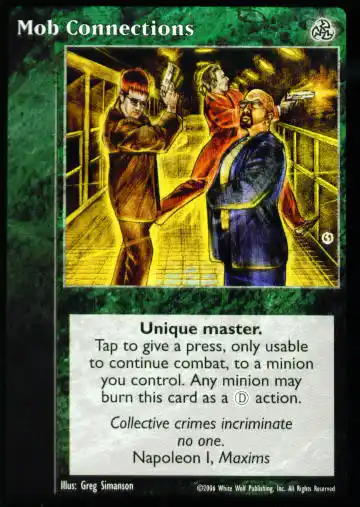 Mob Connections
Unique master.
Tap to give a press, only usable
to continue combat, to a minion
you control. Any minion may
burn this card as a Ⓓ action.
Collective crimes incriminate
no one.
Napoleon I, Maxims
Illus: Greg Simanson
©2006 White Wolf Publishing, Inc. All Rights Reserved.